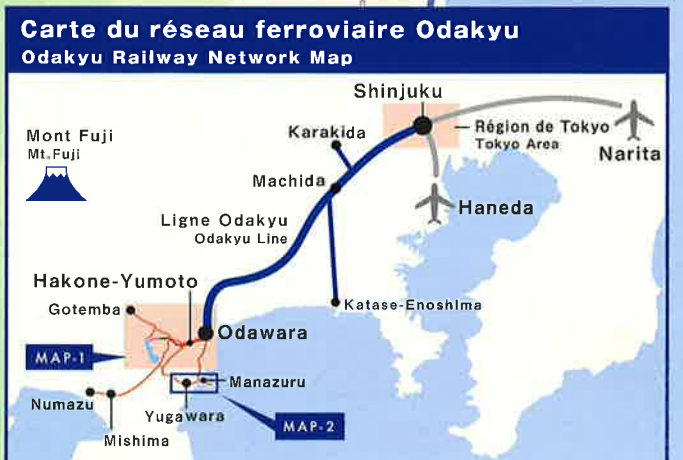 Carte du réseau ferroviaire Odakyu
Odakyu Railway Network Map
Shinjuku
Mont Fuji
Mt.Fuji
Karakida
Région de Tokyo
Tokyo Area
Narita
Machida
Haneda
Ligne Odakyu
Odakyu Line
Hakone-Yumoto
Gotemba
Katase-Enoshima
Odawara
MAP-1
Manazuru
Numazu
Yugawara
MAP-2
Mishima